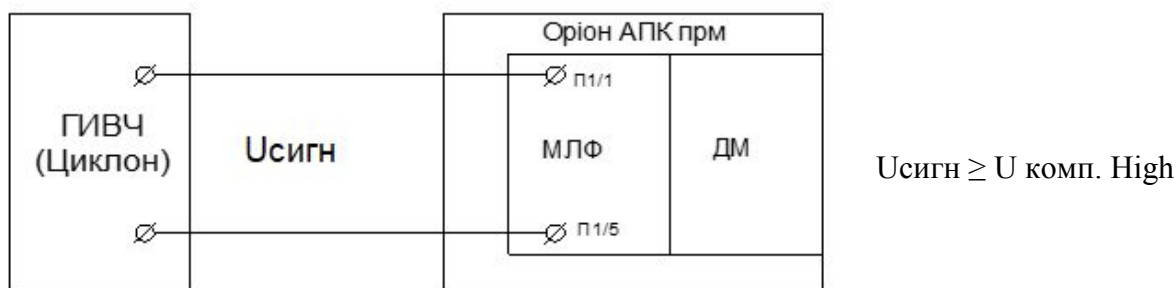 Оріон АПК прм
П1/1
ГИВЧ
(Циклон)
Uсигн
МЛФ
ДМ
Uсигн ≥ U комп. High
П1/5